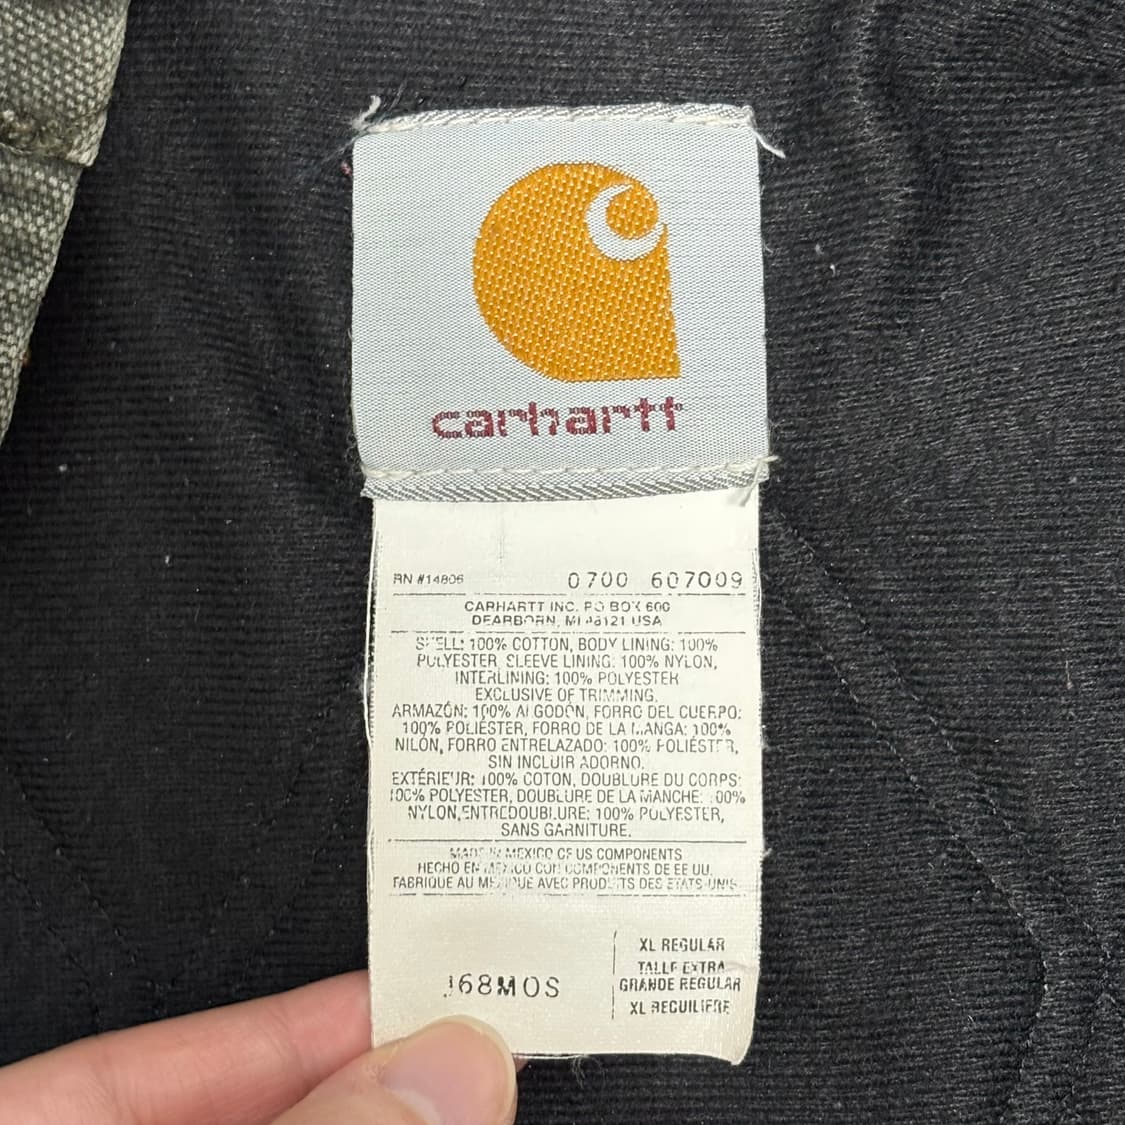 carhartt
RN #14806 0700 607009
CARHARTT INC. PO BOX 600
DEARBORN, MI 48121 USA
SHELL: 100% COTTON, BODY LINING: 100%
POLYESTER, SLEEVE LINING: 100% NYLON,
INTERLINING: 100% POLYESTER
EXCLUSIVE OF TRIMMING.
ARMAZÓN: 100% ALGODÓN, FORRO DEL CUERPO:
100% POLIÉSTER, FORRO DE LA MANGA: 100%
NILÓN, FORRO ENTRELAZADO: 100% POLIÉSTER,
SIN INCLUIR ADORNO.
EXTÉRIEUR: 100% COTON, DOUBLURE DU CORPS:
100% POLYESTER, DOUBLURE DE LA MANCHE: 100%
NYLON,ENTREDOUBLURE: 100% POLYESTER,
SANS GARNITURE.
MADE IN MEXICO OF US COMPONENTS
HECHO EN MEXICO CON COMPONENTS DE EE UU.
FABRIQUE AU MEXIQUE AVEC PRODUITS DES ETATS-UNIS
J68MOS
XL REGULAR
TALLE EXTRA
GRANDE REGULAR
XL REGULIERE